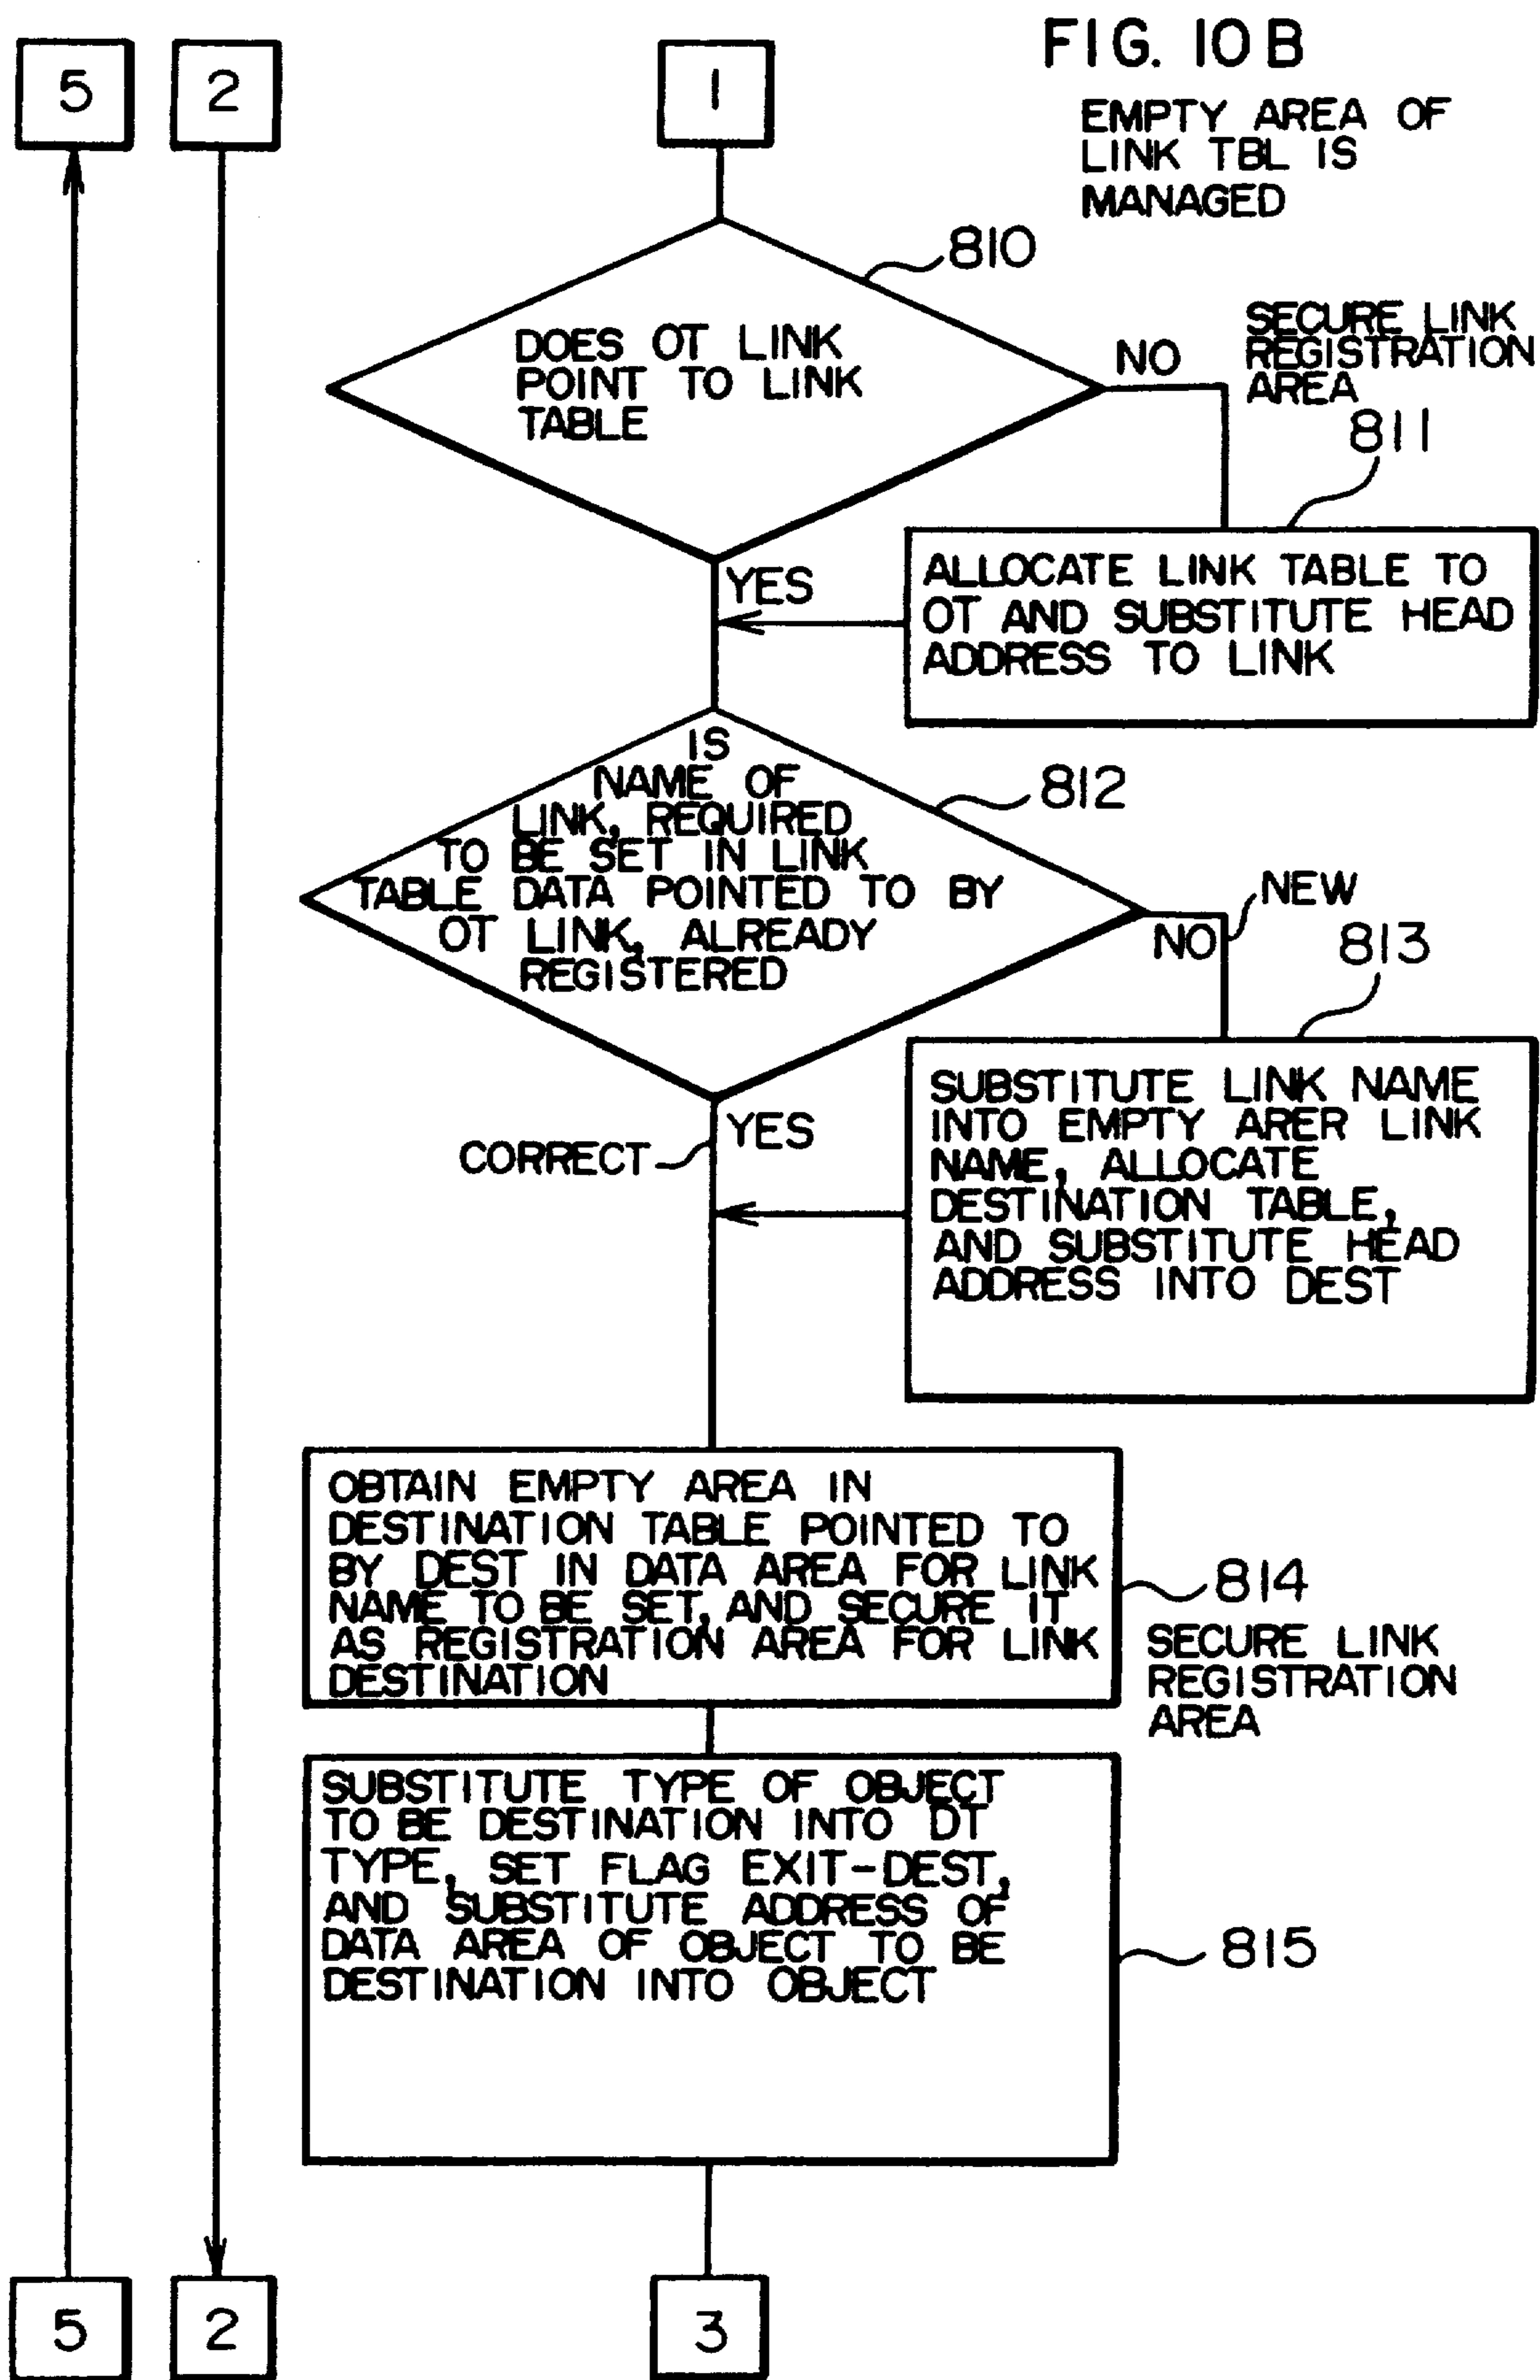 FIG. 10B
5
2
1
EMPTY AREA OF
LINK TBL IS
MANAGED
810
DOES OT LINK
POINT TO LINK
TABLE
NO
SECURE LINK
REGISTRATION
AREA
811
YES
ALLOCATE LINK TABLE TO
OT AND SUBSTITUTE HEAD
ADDRESS TO LINK
IS
NAME OF
LINK, REQUIRED
TO BE SET IN LINK
TABLE DATA POINTED TO BY
OT LINK, ALREADY
REGISTERED
812
NEW
NO
813
YES
CORRECT
SUBSTITUTE LINK NAME
INTO EMPTY ARER LINK
NAME, ALLOCATE
DESTINATION TABLE,
AND SUBSTITUTE HEAD
ADDRESS INTO DEST
OBTAIN EMPTY AREA IN
DESTINATION TABLE POINTED TO
BY DEST IN DATA AREA FOR LINK
NAME TO BE SET, AND SECURE IT
AS REGISTRATION AREA FOR LINK
DESTINATION
814
SECURE LINK
REGISTRATION
AREA
SUBSTITUTE TYPE OF OBJECT
TO BE DESTINATION INTO DT
TYPE, SET FLAG EXIT-DEST,
AND SUBSTITUTE ADDRESS OF
DATA AREA OF OBJECT TO BE
DESTINATION INTO OBJECT
815
5
2
3